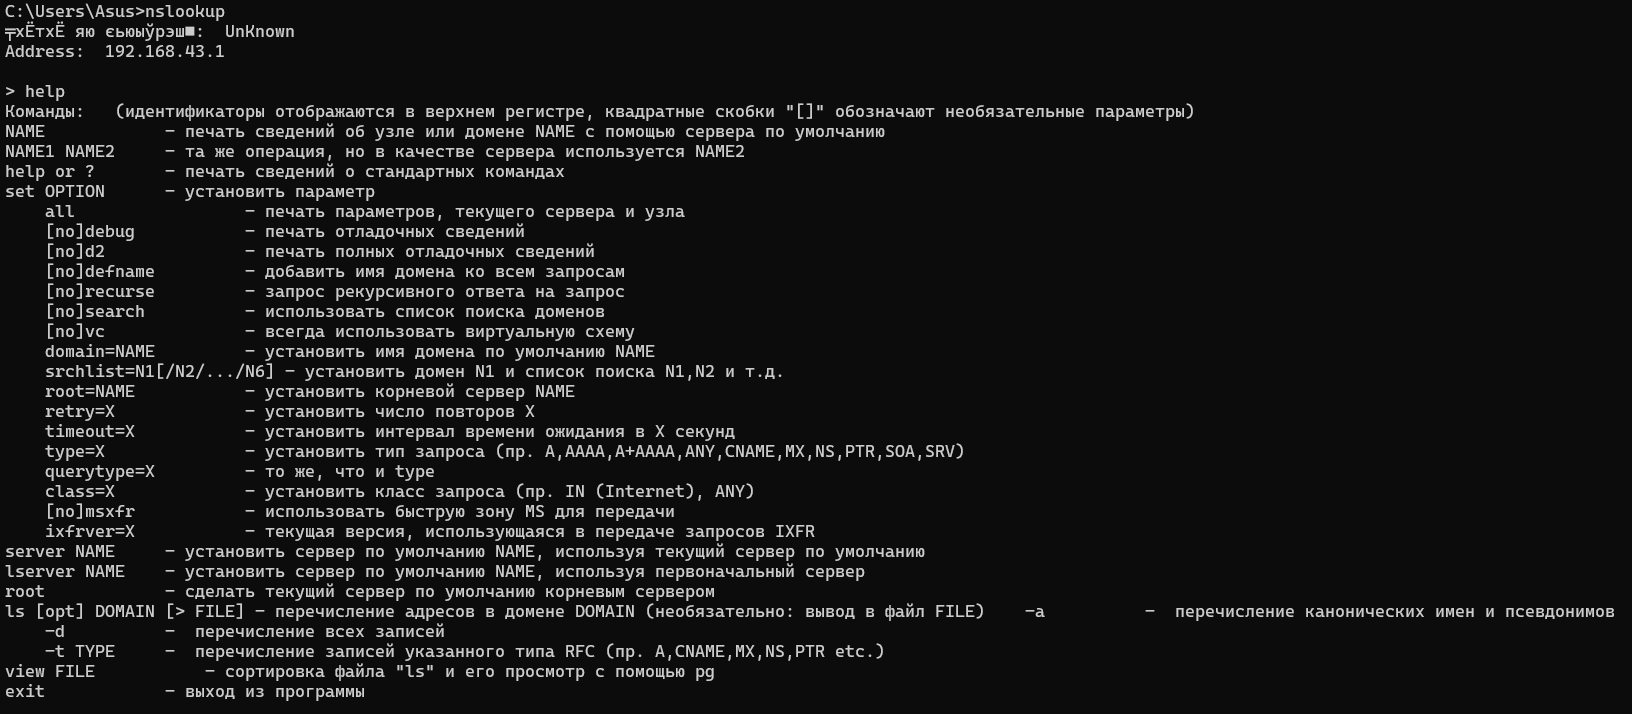 C:\Users\Asus>nslookup
╤хЁтхЁ яю єьюыўрэш■:  UnKnown
Address:  192.168.43.1
> help
Команды:   (идентификаторы отображаются в верхнем регистре, квадратные скобки "[]" обозначают необязательные параметры)
NAME            - печать сведений об узле или домене NAME с помощью сервера по умолчанию
NAME1 NAME2     - та же операция, но в качестве сервера используется NAME2
help or ?       - печать сведений о стандартных командах
set OPTION      - установить параметр
    all                 - печать параметров, текущего сервера и узла
    [no]debug           - печать отладочных сведений
    [no]d2              - печать полных отладочных сведений
    [no]defname         - добавить имя домена ко всем запросам
    [no]recurse         - запрос рекурсивного ответа на запрос
    [no]search          - использовать список поиска доменов
    [no]vc              - всегда использовать виртуальную схему
    domain=NAME         - установить имя домена по умолчанию NAME
    srchlist=N1[/N2/.../N6] - установить домен N1 и список поиска N1,N2 и т.д.
    root=NAME           - установить корневой сервер NAME
    retry=X             - установить число повторов X
    timeout=X           - установить интервал времени ожидания в X секунд
    type=X              - установить тип запроса (пр. A,AAAA,A+AAAA,ANY,CNAME,MX,NS,PTR,SOA,SRV)
    querytype=X         - то же, что и type
    class=X             - установить класс запроса (пр. IN (Internet), ANY)
    [no]msxfr           - использовать быструю зону MS для передачи
    ixfrver=X           - текущая версия, использующаяся в передаче запросов IXFR
server NAME     - установить сервер по умолчанию NAME, используя текущий сервер по умолчанию
lserver NAME    - установить сервер по умолчанию NAME, используя первоначальный сервер
root            - сделать текущий сервер по умолчанию корневым сервером
ls [opt] DOMAIN [> FILE] - перечисление адресов в домене DOMAIN (необязательно: вывод в файл FILE)    -a          -  перечисление канонических имен и псевдонимов
    -d          -  перечисление всех записей
    -t TYPE     -  перечисление записей указанного типа RFC (пр. A,CNAME,MX,NS,PTR etc.)
view FILE           - сортировка файла "ls" и его просмотр с помощью pg
exit            - выход из программы